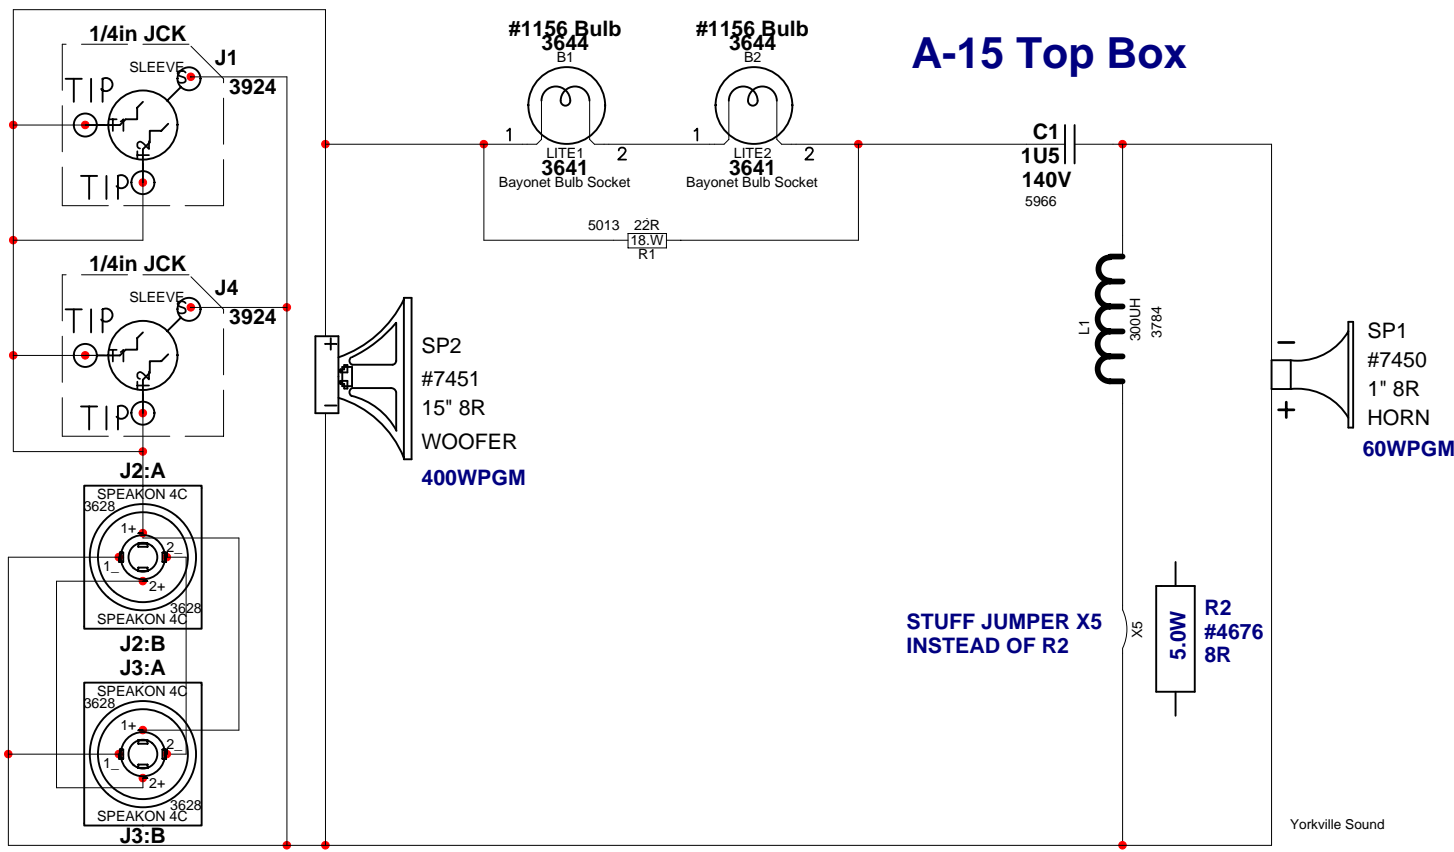 A-15 Top Box
1/4in JCK
J1
3924
SLEEVE
S
TIP
T1
T2
TIP
1/4in JCK
J4
3924
SLEEVE
S
TIP
T1
T2
TIP
J2:A
SPEAKON 4C
3628
1+
2_
1_
2+
3628
SPEAKON 4C
J2:B
J3:A
SPEAKON 4C
3628
1+
2_
1_
2+
3628
SPEAKON 4C
J3:B
#1156 Bulb
3644
B1
1
2
LITE1
3641
Bayonet Bulb Socket
#1156 Bulb
3644
B2
1
2
LITE2
3641
Bayonet Bulb Socket
5013 22R
18.W
R1
C1
1U5
140V
5966
+
−
SP2
#7451
15" 8R
WOOFER
400WPGM
L1
300UH
3784
−
+
SP1
#7450
1" 8R
HORN
60WPGM
STUFF JUMPER X5
INSTEAD OF R2
X5
5.0W
R2
#4676
8R
Yorkville Sound